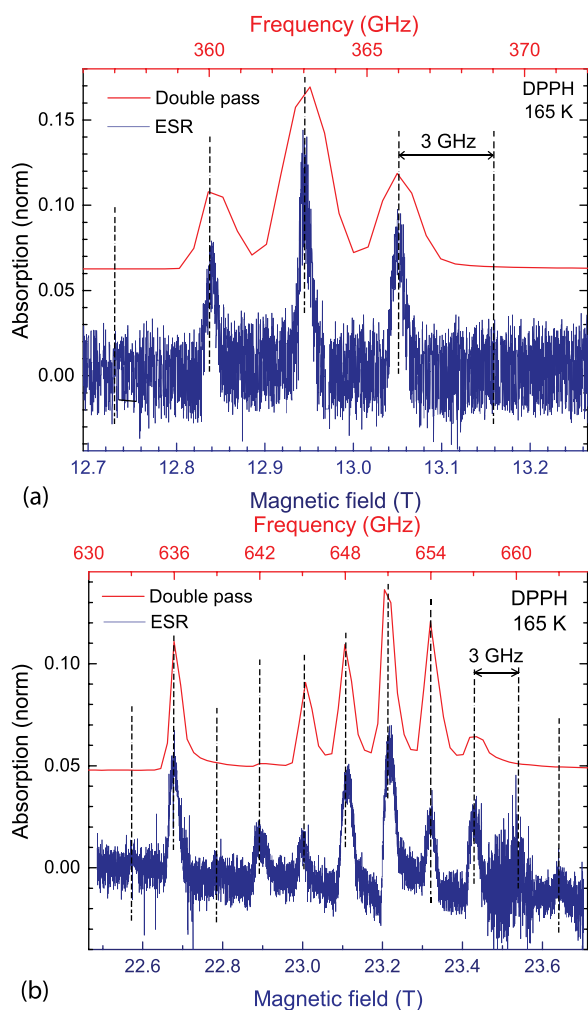 Frequency (GHz)
360 365 370
Double pass
ESR
DPPH
165 K
3 GHz
Absorption (norm)
0.15
0.10
0.05
0.00
12.7 12.8 12.9 13.0 13.1 13.2
(a)
Magnetic field (T)
Frequency (GHz)
630 636 642 648 654 660
Double pass
ESR
DPPH
165 K
3 GHz
Absorption (norm)
0.10
0.05
0.00
22.6 22.8 23.0 23.2 23.4 23.6
(b)
Magnetic field (T)